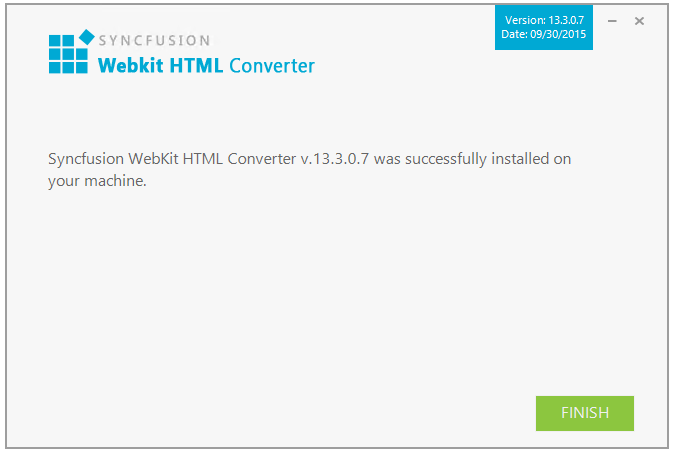 Version: 13.3.0.7
Date: 09/30/2015
SYNCFUSION
Webkit HTML Converter
Syncfusion WebKit HTML Converter v.13.3.0.7 was successfully installed on
your machine.
FINISH